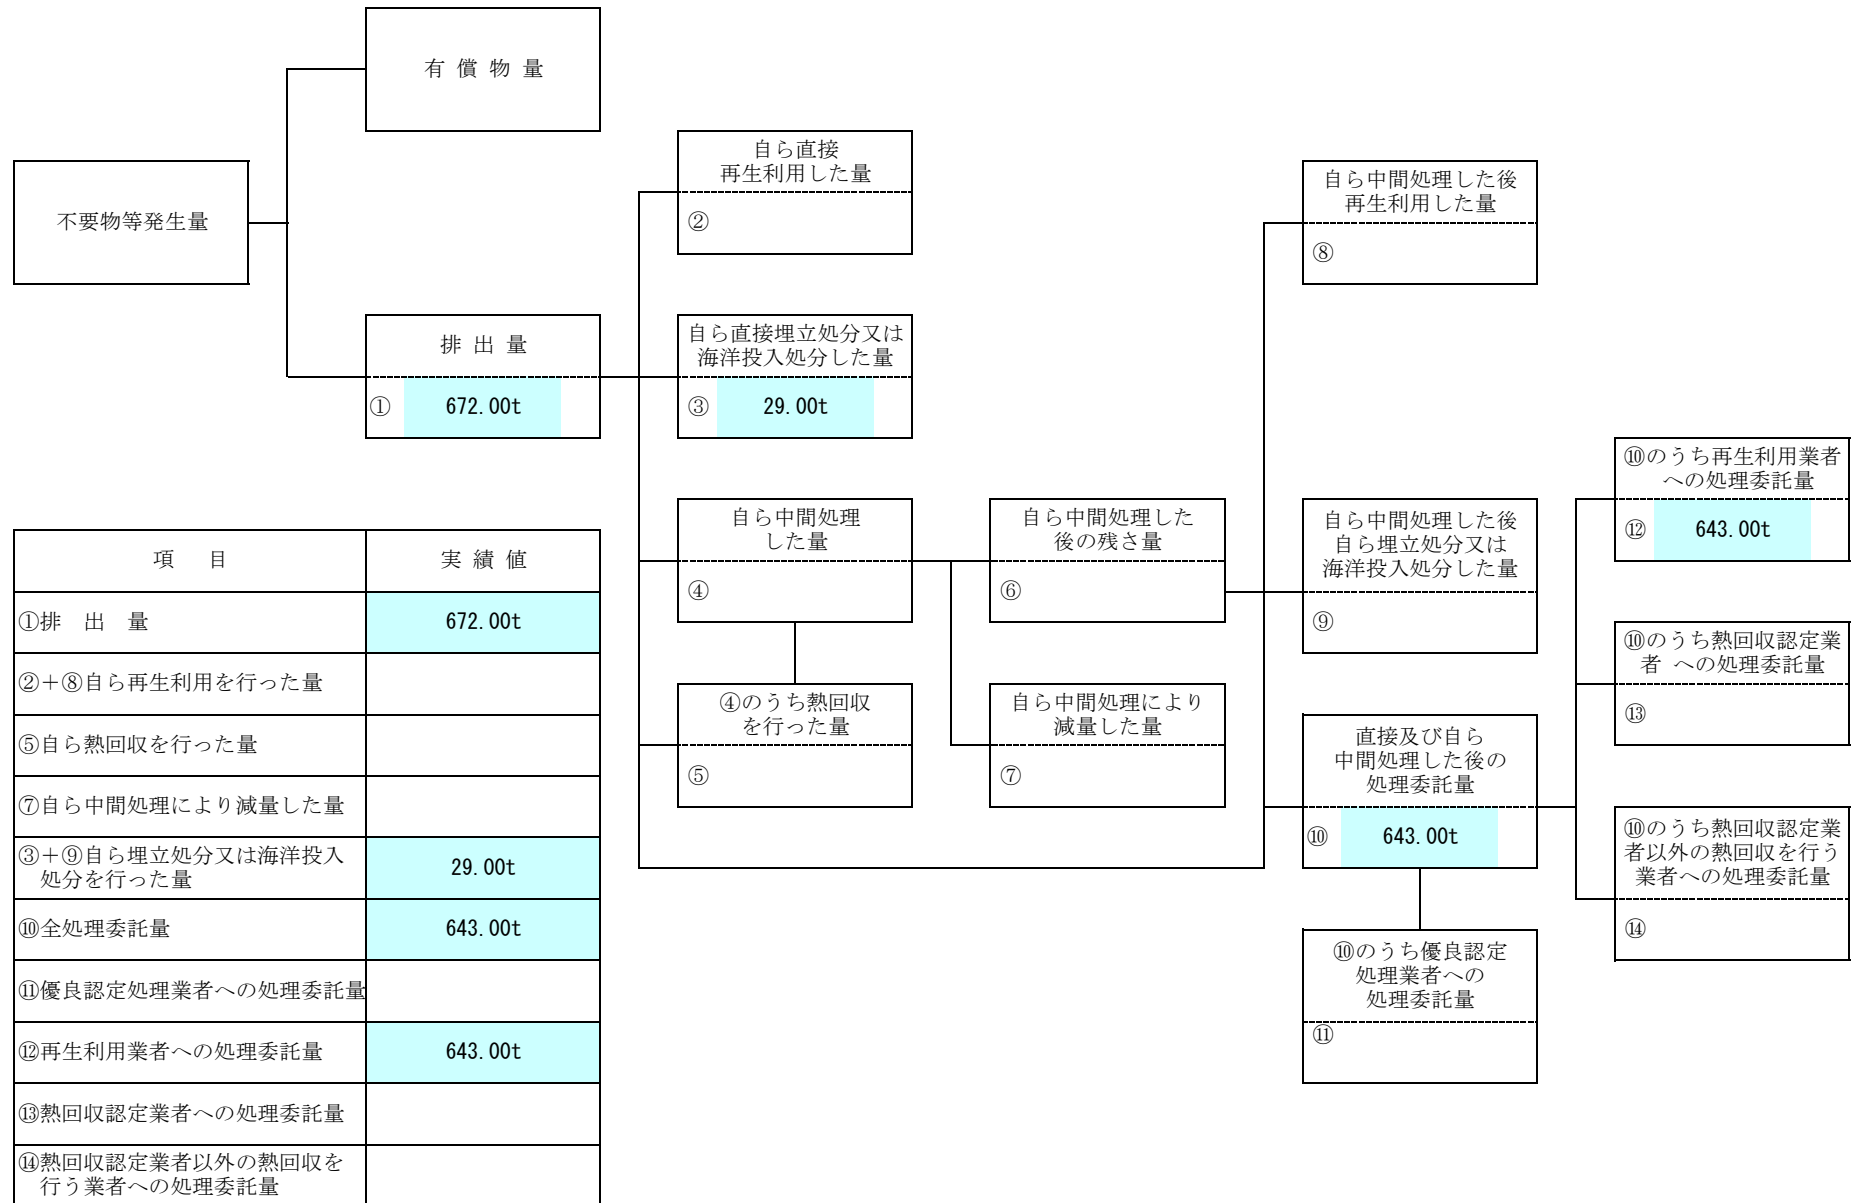 有 償 物 量
不要物等発生量
排 出 量
① 672.00t
自ら直接
再生利用した量
②
自ら直接埋立処分又は
海洋投入処分した量
③ 29.00t
自ら中間処理
した量
④
④のうち熱回収
を行った量
⑤
自ら中間処理した
後の残さ量
⑥
自ら中間処理により
減量した量
⑦
自ら中間処理した後
再生利用した量
⑧
自ら中間処理した後
自ら埋立処分又は
海洋投入処分した量
⑨
直接及び自ら
中間処理した後の
処理委託量
⑩ 643.00t
⑩のうち優良認定
処理業者への
処理委託量
⑪
⑩のうち再生利用業者
への処理委託量
⑫ 643.00t
⑩のうち熱回収認定業
者 への処理委託量
⑬
⑩のうち熱回収認定業
者以外の熱回収を行う
業者への処理委託量
⑭
項 目 実 績 値
①排 出 量 672.00t
②＋⑧自ら再生利用を行った量
⑤自ら熱回収を行った量
⑦自ら中間処理により減量した量
③＋⑨自ら埋立処分又は海洋投入
処分を行った量 29.00t
⑩全処理委託量 643.00t
⑪優良認定処理業者への処理委託量
⑫再生利用業者への処理委託量 643.00t
⑬熱回収認定業者への処理委託量
⑭熱回収認定業者以外の熱回収を
行う業者への処理委託量